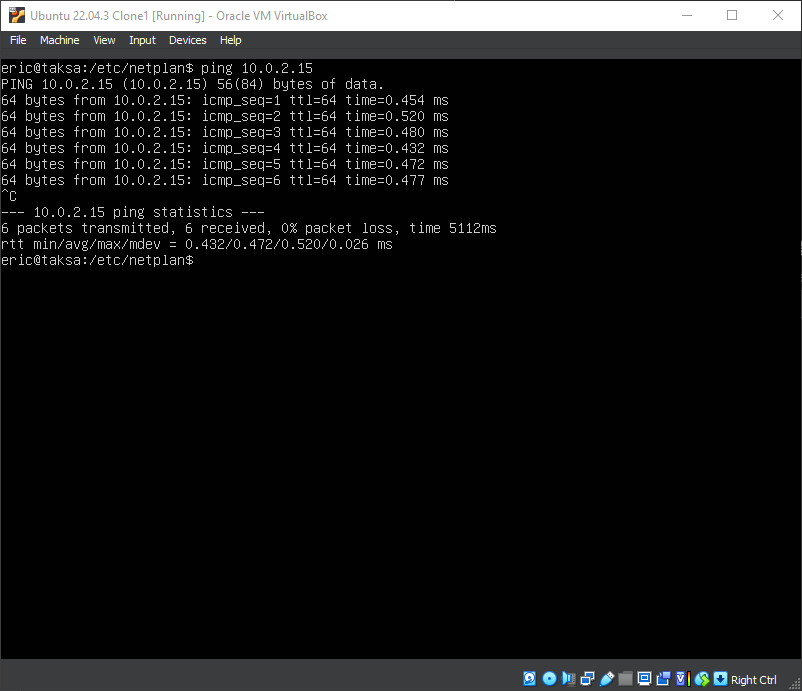 Ubuntu 22.04.3 Clone1 [Running] - Oracle VM VirtualBox
File Machine View Input Devices Help
eric@taksa:/etc/netplan$ ping 10.0.2.15
PING 10.0.2.15 (10.0.2.15) 56(84) bytes of data.
64 bytes from 10.0.2.15: icmp_seq=1 ttl=64 time=0.454 ms
64 bytes from 10.0.2.15: icmp_seq=2 ttl=64 time=0.520 ms
64 bytes from 10.0.2.15: icmp_seq=3 ttl=64 time=0.480 ms
64 bytes from 10.0.2.15: icmp_seq=4 ttl=64 time=0.432 ms
64 bytes from 10.0.2.15: icmp_seq=5 ttl=64 time=0.472 ms
64 bytes from 10.0.2.15: icmp_seq=6 ttl=64 time=0.477 ms
^C
--- 10.0.2.15 ping statistics ---
6 packets transmitted, 6 received, 0% packet loss, time 5112ms
rtt min/avg/max/mdev = 0.432/0.472/0.520/0.026 ms
eric@taksa:/etc/netplan$
Right Ctrl